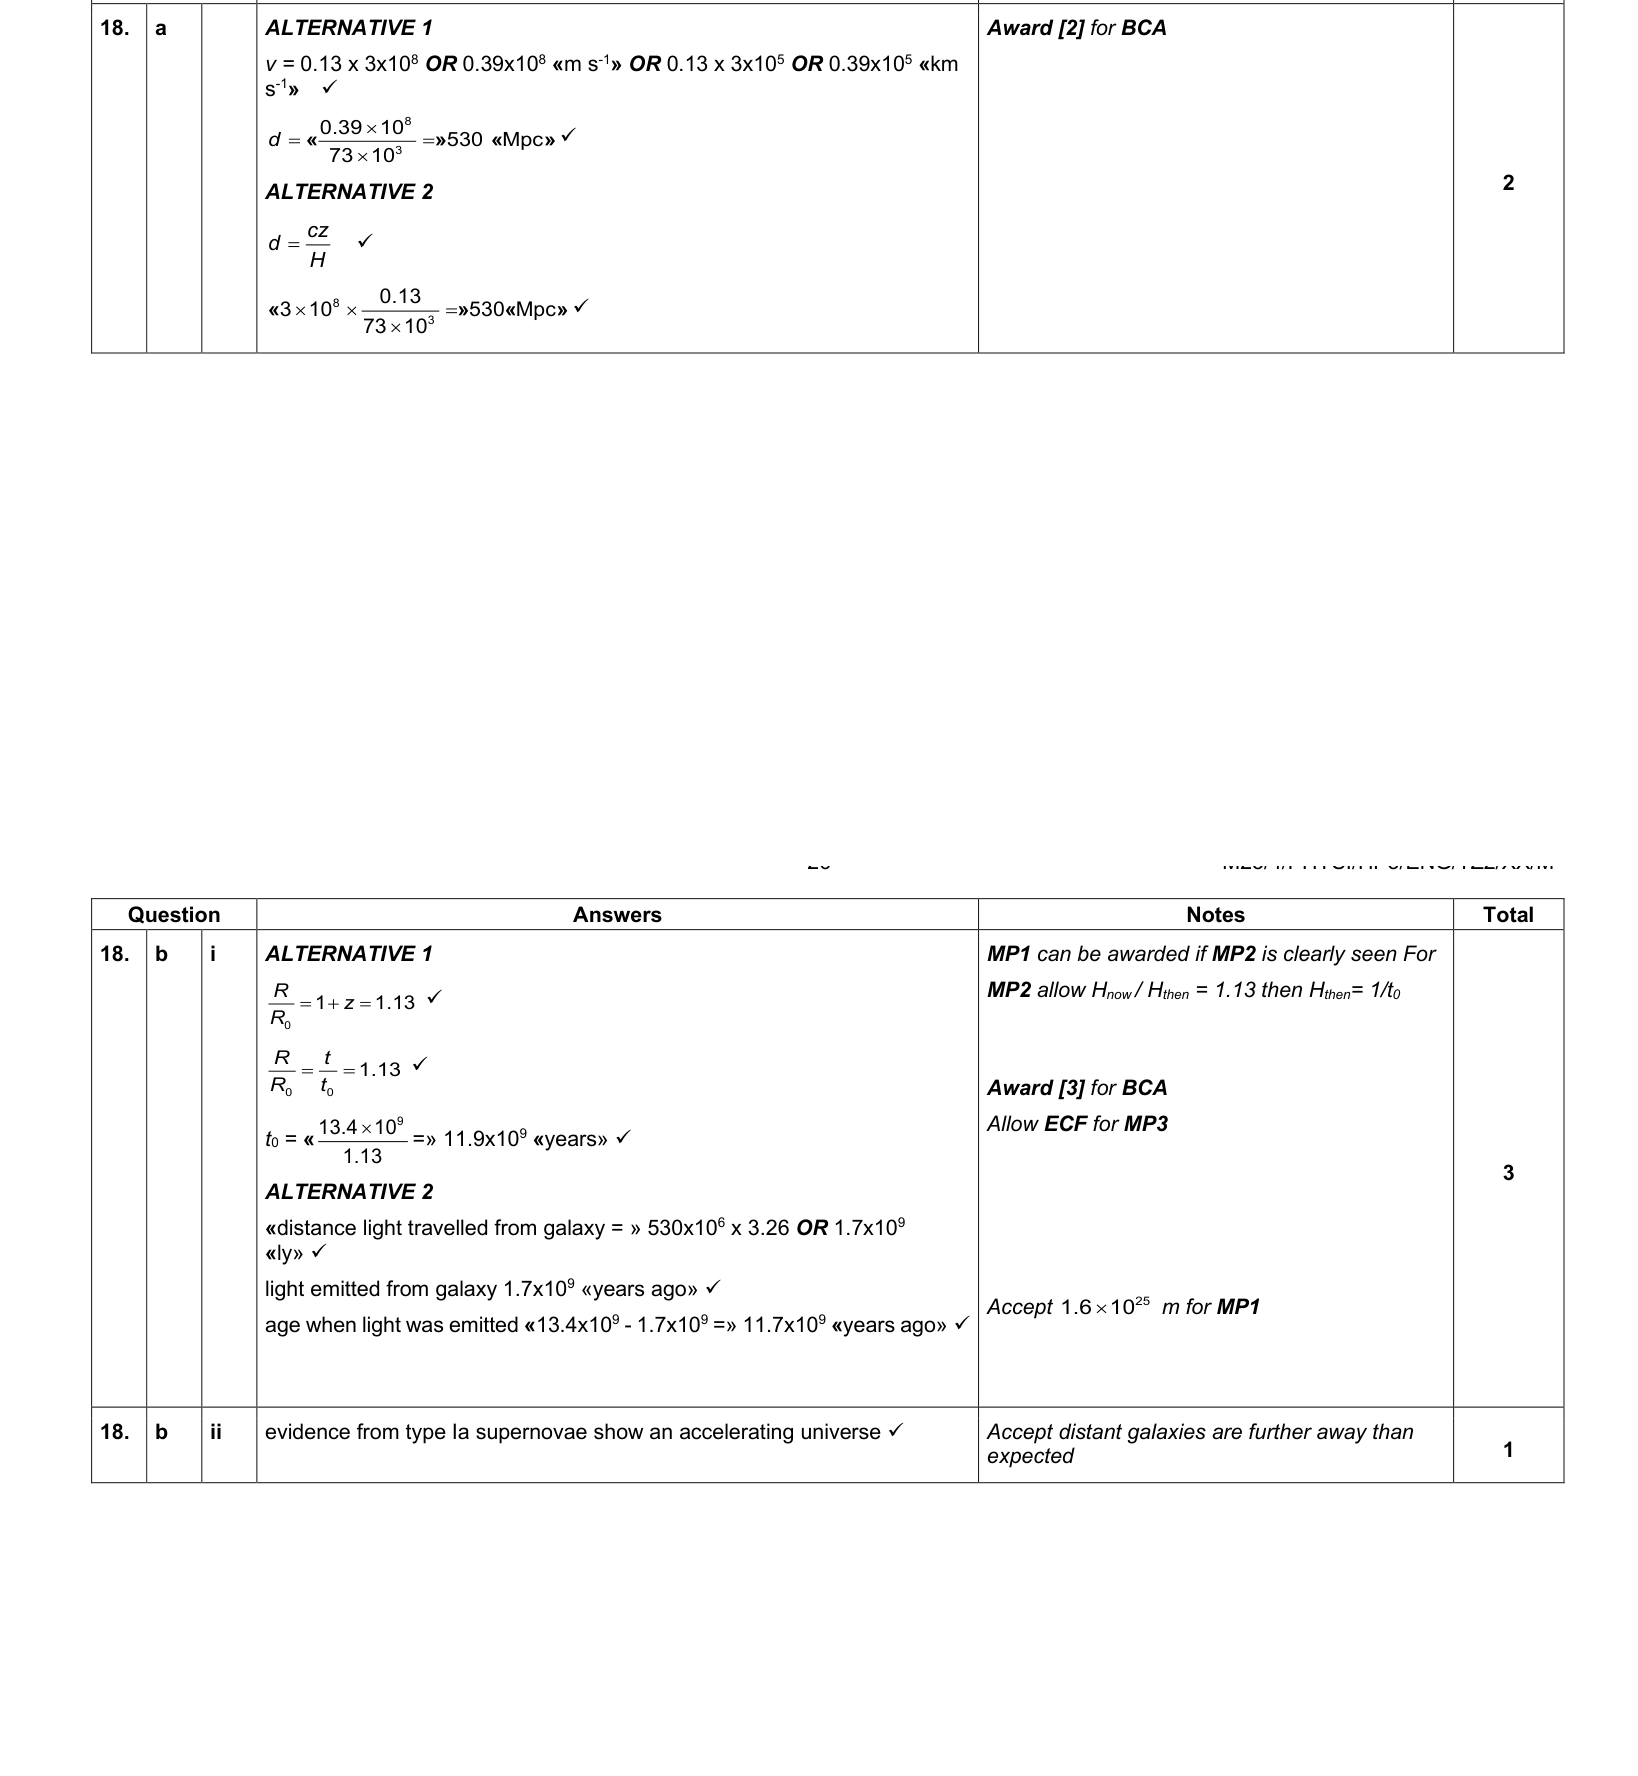 18. a ALTERNATIVE 1 Award [2] for BCA
v = 0.13 x 3x10⁸ OR 0.39x10⁸ «m s⁻¹» OR 0.13 x 3x10⁵ OR 0.39x10⁵ «km
s⁻¹» ✓
d = «(0.39 × 10⁸)/(73 × 10³) =»530 «Mpc» ✓
ALTERNATIVE 2
2
d = cz/H ✓
«3 × 10⁸ × 0.13/(73 × 10³) =»530«Mpc» ✓
Question Answers Notes Total
18. b i ALTERNATIVE 1
R/R₀ = 1 + z = 1.13 ✓
R/R₀ = t/t₀ = 1.13 ✓
t₀ = «(13.4 × 10⁹)/1.13 =» 11.9x10⁹ «years» ✓
ALTERNATIVE 2
«distance light travelled from galaxy = » 530x10⁶ x 3.26 OR 1.7x10⁹
«ly» ✓
light emitted from galaxy 1.7x10⁹ «years ago» ✓
age when light was emitted «13.4x10⁹ - 1.7x10⁹ =» 11.7x10⁹ «years ago» ✓
MP1 can be awarded if MP2 is clearly seen For
MP2 allow Hnow / Hthen = 1.13 then Hthen= 1/t₀
Award [3] for BCA
Allow ECF for MP3
Accept 1.6 × 10²⁵ m for MP1
3
18. b ii evidence from type Ia supernovae show an accelerating universe ✓
Accept distant galaxies are further away than
expected
1